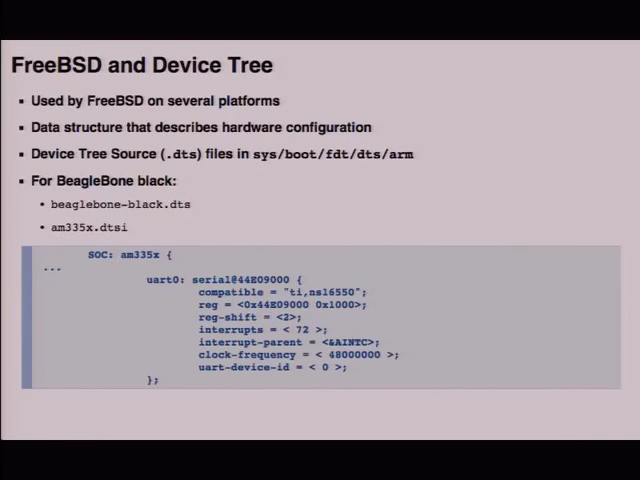 FreeBSD and Device Tree
▪ Used by FreeBSD on several platforms
▪ Data structure that describes hardware configuration
▪ Device Tree Source (.dts) files in sys/boot/fdt/dts/arm
▪ For BeagleBone black:
• beaglebone-black.dts
• am335x.dtsi
SOC: am335x {
...
uart0: serial@44E09000 {
compatible = "ti,ns16550";
reg = <0x44E09000 0x1000>;
reg-shift = <2>;
interrupts = < 72 >;
interrupt-parent = <&AINTC>;
clock-frequency = < 48000000 >;
uart-device-id = < 0 >;
};